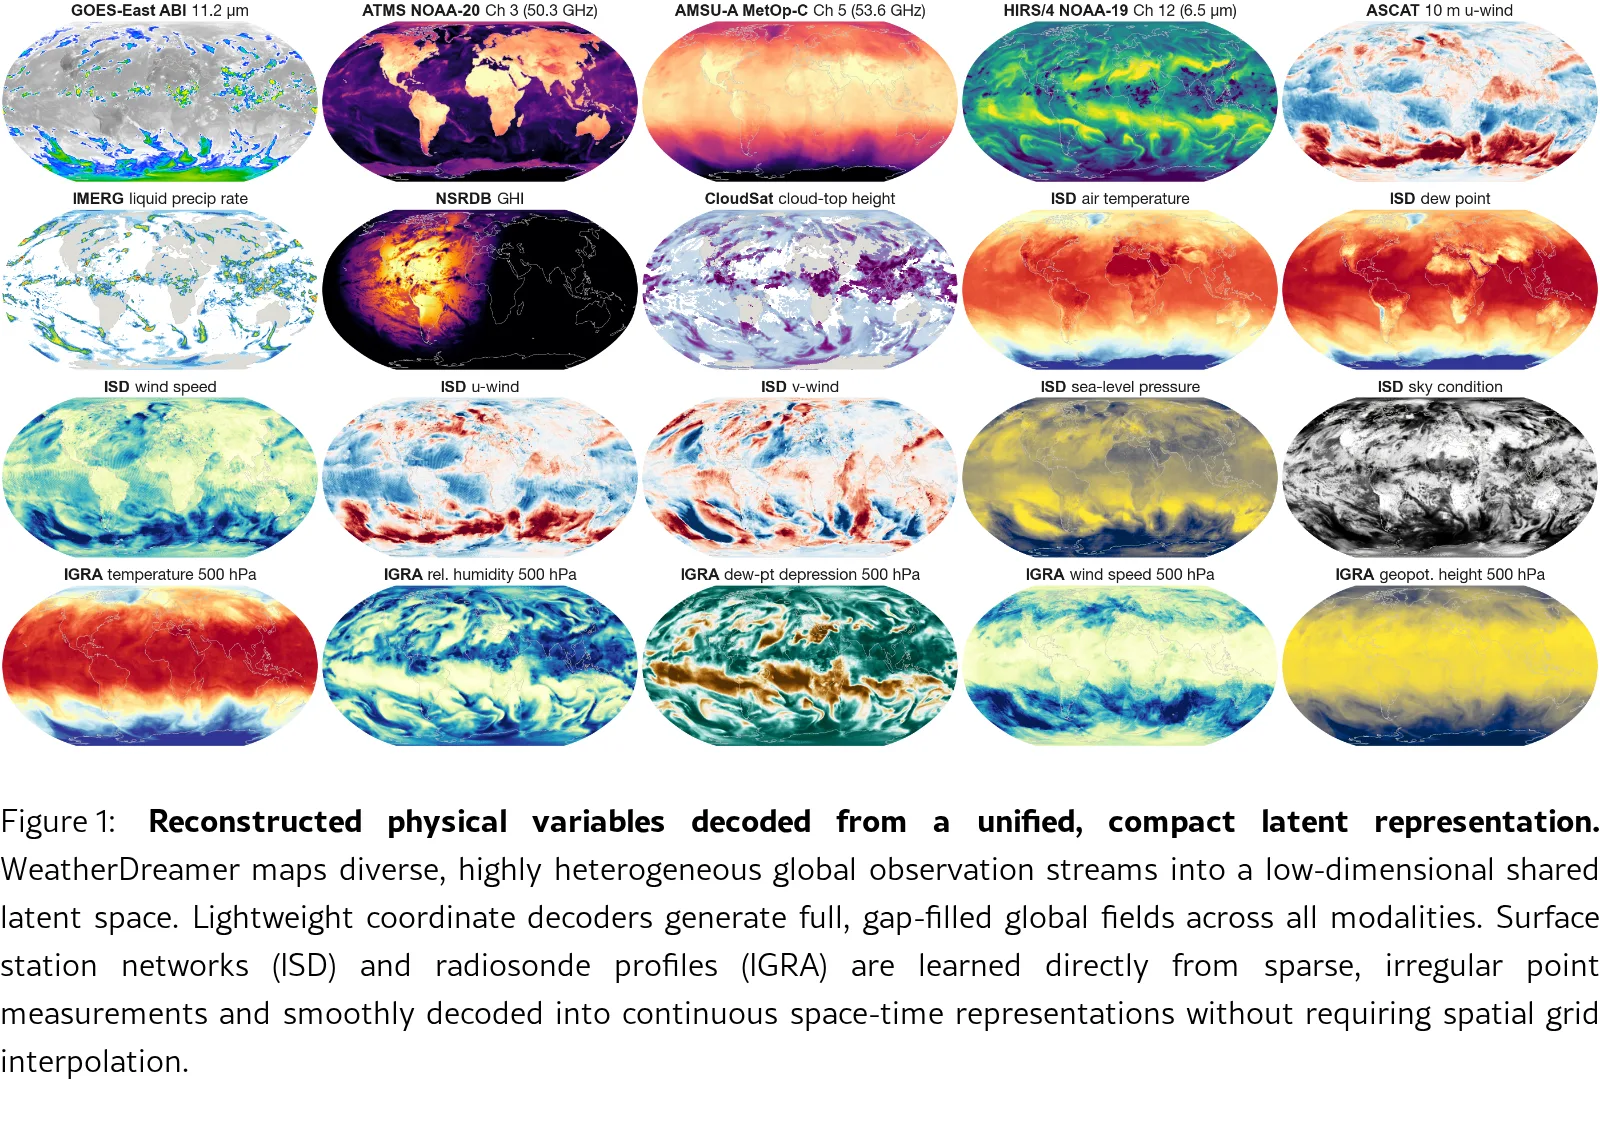 GOES-East ABI 11.2 µm
ATMS NOAA-20 Ch 3 (50.3 GHz)
AMSU-A MetOp-C Ch 5 (53.6 GHz)
HIRS/4 NOAA-19 Ch 12 (6.5 µm)
ASCAT 10 m u-wind
IMERG liquid precip rate
NSRDB GHI
CloudSat cloud-top height
ISD air temperature
ISD dew point
ISD wind speed
ISD u-wind
ISD v-wind
ISD sea-level pressure
ISD sky condition
IGRA temperature 500 hPa
IGRA rel. humidity 500 hPa
IGRA dew-pt depression 500 hPa
IGRA wind speed 500 hPa
IGRA geopot. height 500 hPa
Figure 1: Reconstructed physical variables decoded from a unified, compact latent representation.
WeatherDreamer maps diverse, highly heterogeneous global observation streams into a low-dimensional shared
latent space. Lightweight coordinate decoders generate full, gap-filled global fields across all modalities. Surface
station networks (ISD) and radiosonde profiles (IGRA) are learned directly from sparse, irregular point
measurements and smoothly decoded into continuous space-time representations without requiring spatial grid
interpolation.